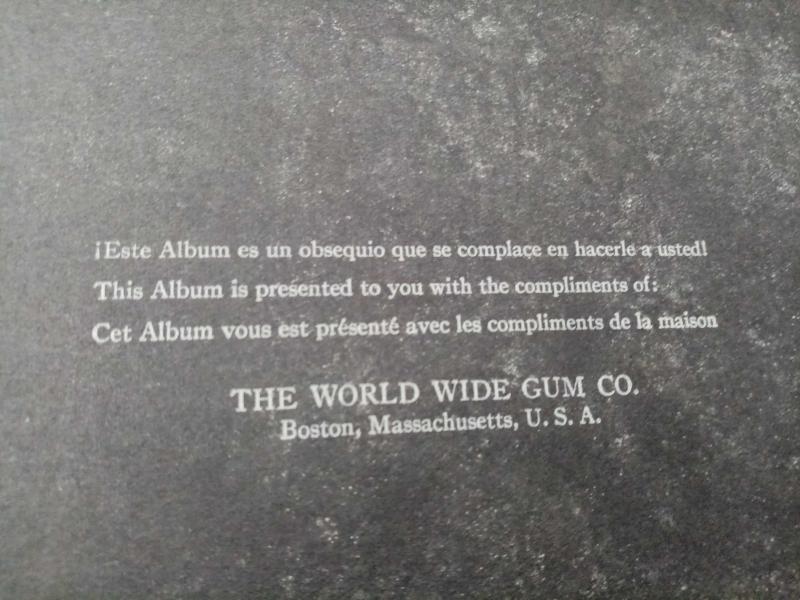 ¡Este Album es un obsequio que se complaçe en hacerle a usted!
This Album is presented to you with the compliments of:
Cet Album vous est présenté avec les compliments de la maison
THE WORLD WIDE GUM CO.
Boston, Massachusetts, U. S. A.